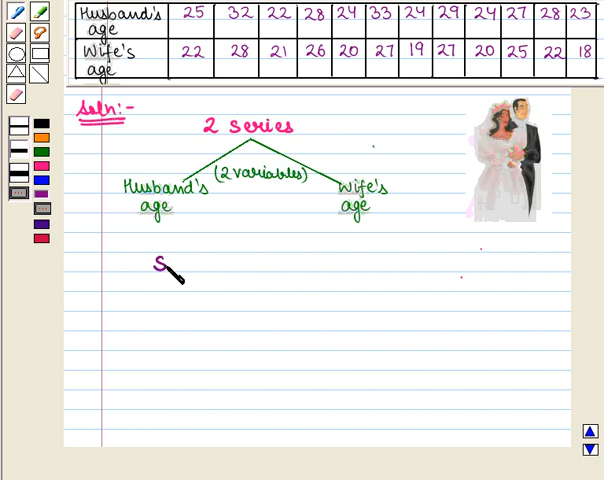 Husband's age 25 32 22 28 24 33 24 29 24 27 28 23
Wife's age 22 28 21 26 20 27 19 27 20 25 22 18
Soln:-
2 series
(2 variables)
Husband's age
Wife's age
S